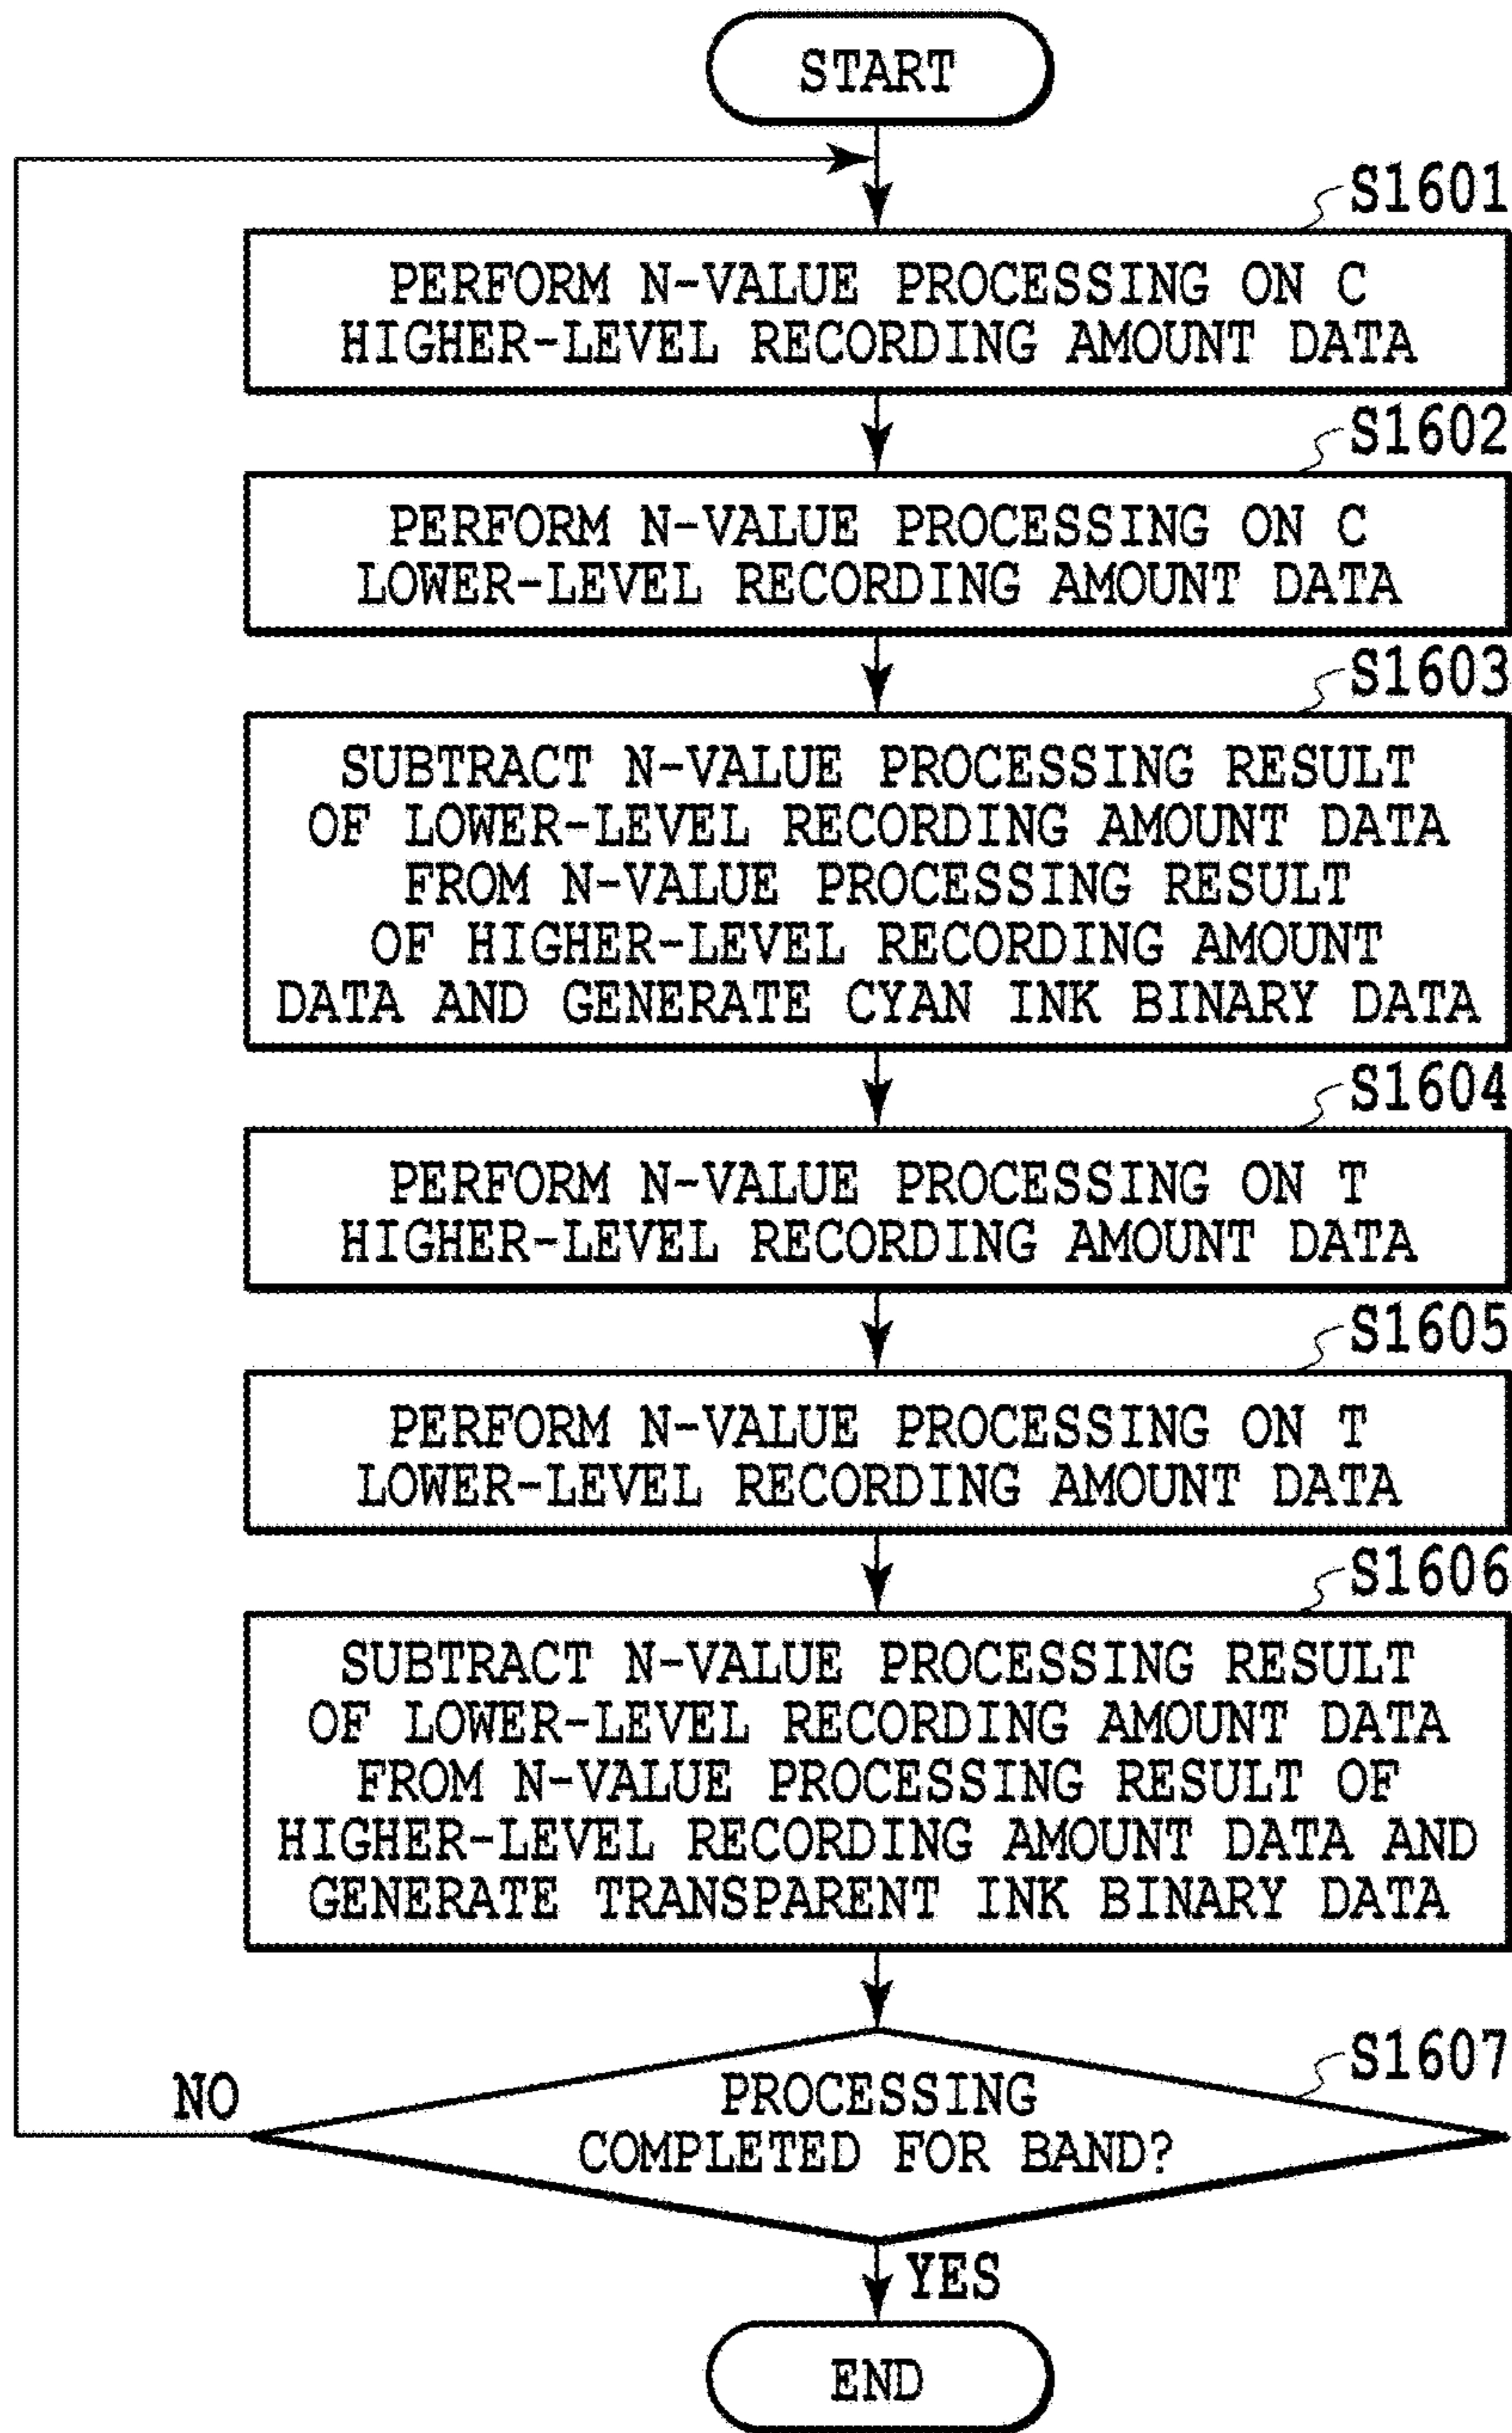 START
S1601
PERFORM N-VALUE PROCESSING ON C
HIGHER-LEVEL RECORDING AMOUNT DATA
S1602
PERFORM N-VALUE PROCESSING ON C
LOWER-LEVEL RECORDING AMOUNT DATA
S1603
SUBTRACT N-VALUE PROCESSING RESULT
OF LOWER-LEVEL RECORDING AMOUNT DATA
FROM N-VALUE PROCESSING RESULT
OF HIGHER-LEVEL RECORDING AMOUNT
DATA AND GENERATE CYAN INK BINARY DATA
S1604
PERFORM N-VALUE PROCESSING ON T
HIGHER-LEVEL RECORDING AMOUNT DATA
S1605
PERFORM N-VALUE PROCESSING ON T
LOWER-LEVEL RECORDING AMOUNT DATA
S1606
SUBTRACT N-VALUE PROCESSING RESULT
OF LOWER-LEVEL RECORDING AMOUNT DATA
FROM N-VALUE PROCESSING RESULT OF
HIGHER-LEVEL RECORDING AMOUNT DATA AND
GENERATE TRANSPARENT INK BINARY DATA
S1607
NO
PROCESSING
COMPLETED FOR BAND?
YES
END